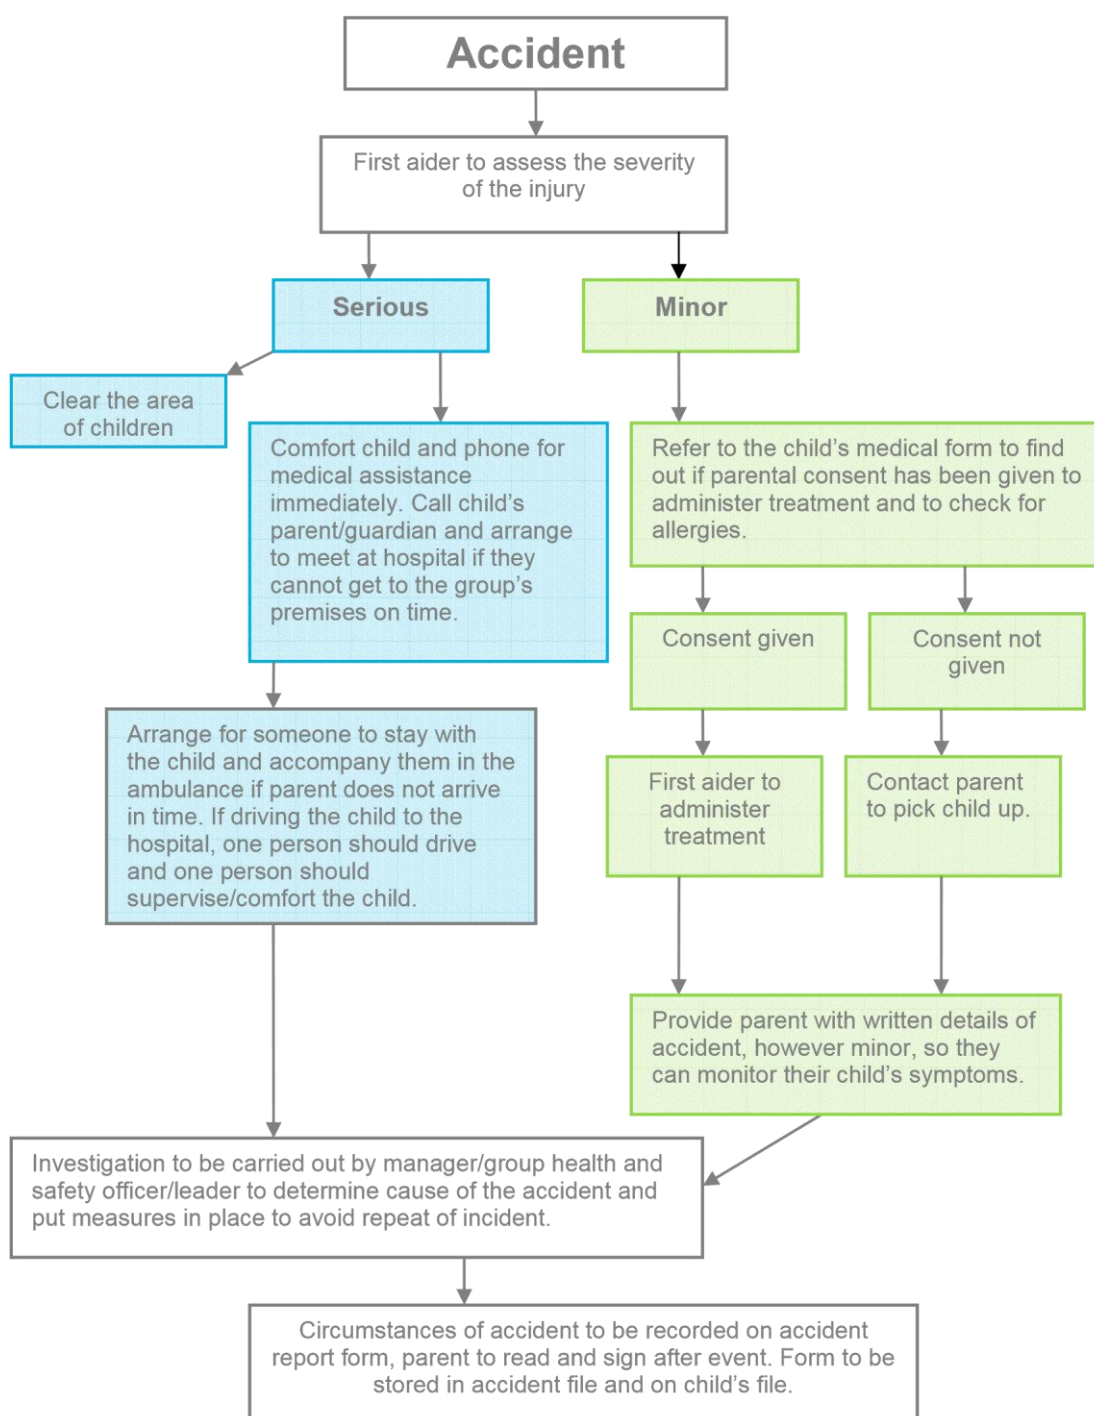 Accident
First aider to assess the severity
of the injury
Serious
Minor
Clear the area
of children
Comfort child and phone for
medical assistance
immediately. Call child’s
parent/guardian and arrange
to meet at hospital if they
cannot get to the group’s
premises on time.
Refer to the child’s medical form to find
out if parental consent has been given to
administer treatment and to check for
allergies.
Consent given
Consent not
given
Arrange for someone to stay with
the child and accompany them in the
ambulance if parent does not arrive
in time. If driving the child to the
hospital, one person should drive
and one person should
supervise/comfort the child.
First aider to
administer
treatment
Contact parent
to pick child up.
Provide parent with written details of
accident, however minor, so they
can monitor their child’s symptoms.
Investigation to be carried out by manager/group health and
safety officer/leader to determine cause of the accident and
put measures in place to avoid repeat of incident.
Circumstances of accident to be recorded on accident
report form, parent to read and sign after event. Form to be
stored in accident file and on child’s file.